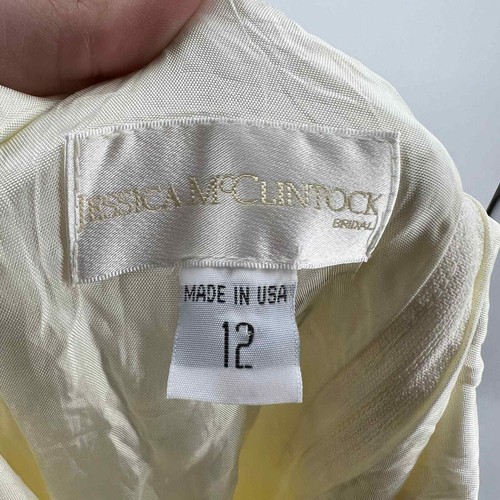 JESSICA MCCLINTOCK
BRIDAL
MADE IN USA
12